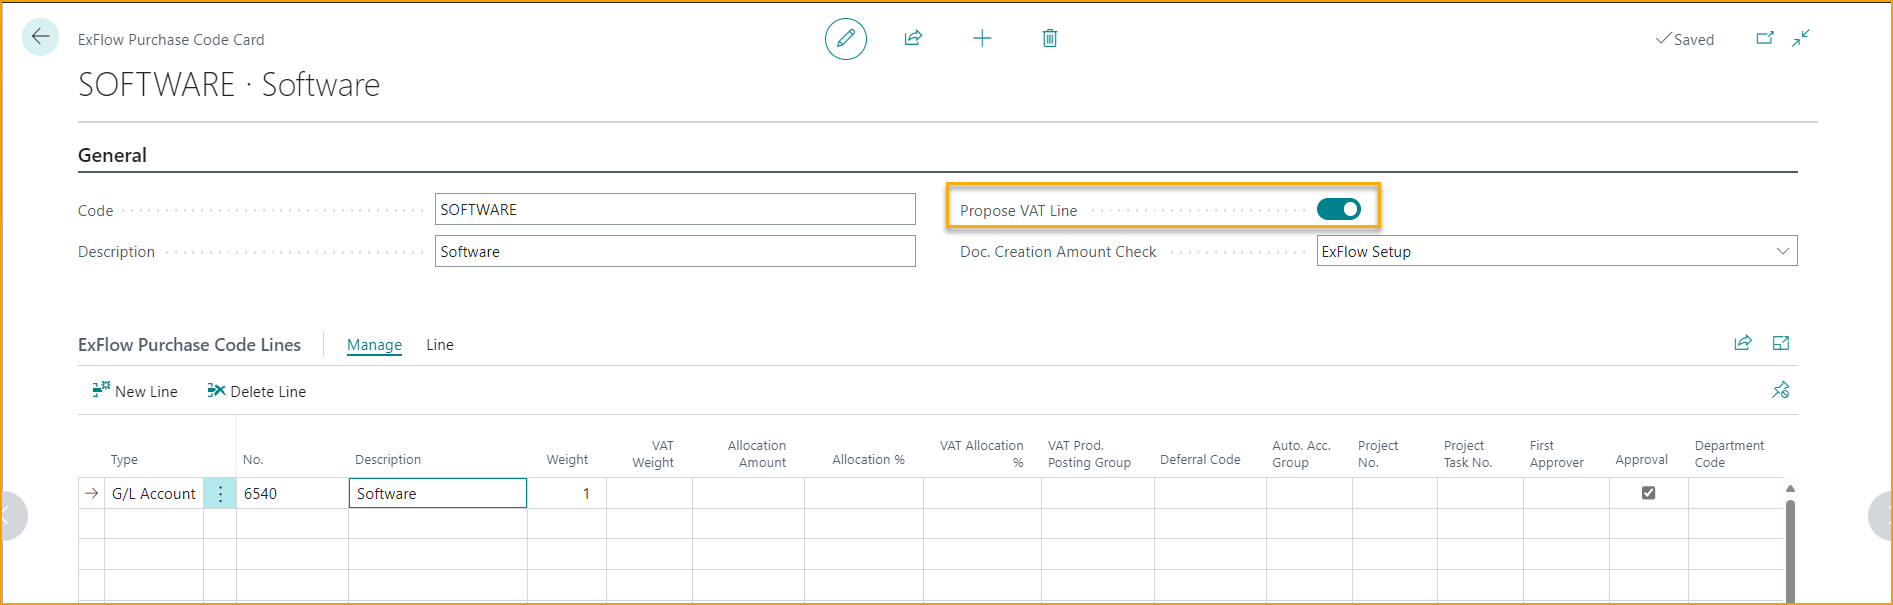 ExFlow Purchase Code Card
Saved
SOFTWARE · Software
General
Code
SOFTWARE
Propose VAT Line
Description
Software
Doc. Creation Amount Check
ExFlow Setup
ExFlow Purchase Code Lines
Manage
Line
New Line
Delete Line
Type
No.
Description
Weight
VAT Weight
Allocation Amount
Allocation %
VAT Allocation %
VAT Prod. Posting Group
Deferral Code
Auto. Acc. Group
Project No.
Project Task No.
First Approver
Approval
Department Code
G/L Account
6540
Software
1